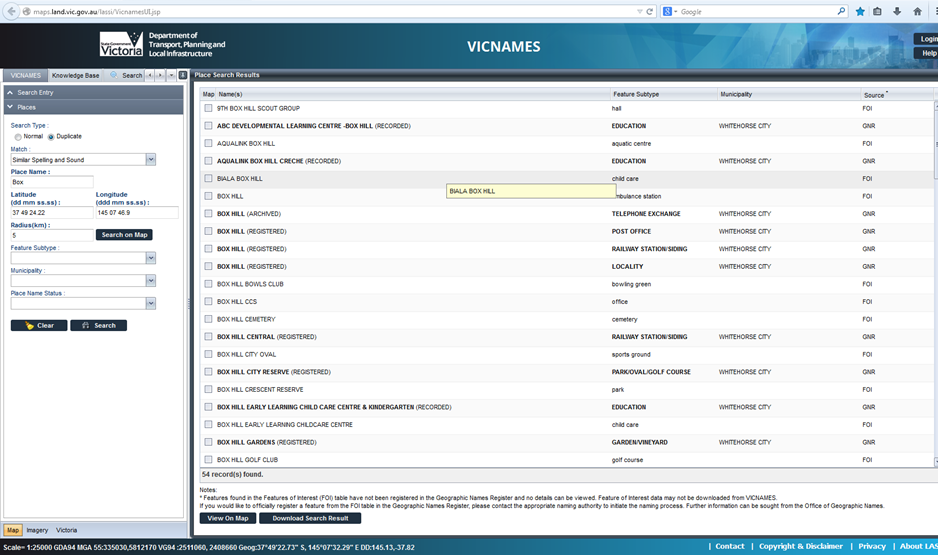 maps.land.vic.gov.au/lassi/VicnamesUI.jsp
Google
State Government Victoria
Department of
Transport, Planning and
Local Infrastructure
VICNAMES
Login
Help
VICNAMES Knowledge Base Search
Place Search Results
Search Entry
Places
Search Type :
Normal Duplicate
Match :
Similar Spelling and Sound
Place Name :
Box
Latitude Longitude
(dd mm ss.ss) : (ddd mm ss.ss) :
37 49 24.22 145 07 46.9
Radius(km) :
5 Search on Map
Feature Subtype :
Municipality :
Place Name Status :
Clear Search
Map Name(s) Feature Subtype Municipality Source
9TH BOX HILL SCOUT GROUP hall FOI
ABC DEVELOPMENTAL LEARNING CENTRE -BOX HILL (RECORDED) EDUCATION WHITEHORSE CITY GNR
AQUALINK BOX HILL aquatic centre FOI
AQUALINK BOX HILL CRECHE (RECORDED) EDUCATION WHITEHORSE CITY GNR
BIALA BOX HILL child care FOI
BIALA BOX HILL
BOX HILL mbulance station FOI
BOX HILL (ARCHIVED) TELEPHONE EXCHANGE WHITEHORSE CITY GNR
BOX HILL (REGISTERED) POST OFFICE WHITEHORSE CITY GNR
BOX HILL (REGISTERED) RAILWAY STATION/SIDING WHITEHORSE CITY GNR
BOX HILL (REGISTERED) LOCALITY WHITEHORSE CITY GNR
BOX HILL BOWLS CLUB bowling green FOI
BOX HILL CCS office FOI
BOX HILL CEMETERY cemetery FOI
BOX HILL CENTRAL (REGISTERED) RAILWAY STATION/SIDING WHITEHORSE CITY GNR
BOX HILL CITY OVAL sports ground FOI
BOX HILL CITY RESERVE (REGISTERED) PARK/OVAL/GOLF COURSE WHITEHORSE CITY GNR
BOX HILL CRESCENT RESERVE park FOI
BOX HILL EARLY LEARNING CHILD CARE CENTRE & KINDERGARTEN (RECORDED) EDUCATION WHITEHORSE CITY GNR
BOX HILL EARLY LEARNING CHILDCARE CENTRE child care FOI
BOX HILL GARDENS (REGISTERED) GARDEN/VINEYARD WHITEHORSE CITY GNR
BOX HILL GOLF CLUB golf course FOI
54 record(s) found.
Notes:
* Features found in the Features of Interest (FOI) table have not been registered in the Geographic Names Register and no details can be viewed. Feature of Interest data may not be downloaded from VICNAMES.
If you would like to officially register a feature from the FOI table in the Geographic Names Register, please contact the appropriate naming authority to initiate the naming process. Further information can be sought from the Office of Geographic Names.
View On Map Download Search Result
Map Imagery Victoria
Scale= 1:25000 GDA94 MGA 55:335030,5812170 VG94 :2511060, 2408660 Geog:37°49'22.73" S, 145°07'32.29" E DD:145.13,-37.82
| Contact | Copyright & Disclaimer | Privacy | About LAS